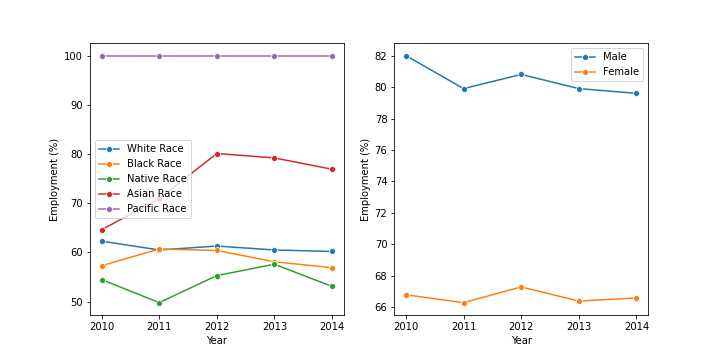 100
90
80
70
60
50
Employment (%)
White Race
Black Race
Native Race
Asian Race
Pacific Race
2010 2011 2012 2013 2014
Year
82
80
78
76
74
72
70
68
66
Employment (%)
Male
Female
2010 2011 2012 2013 2014
Year